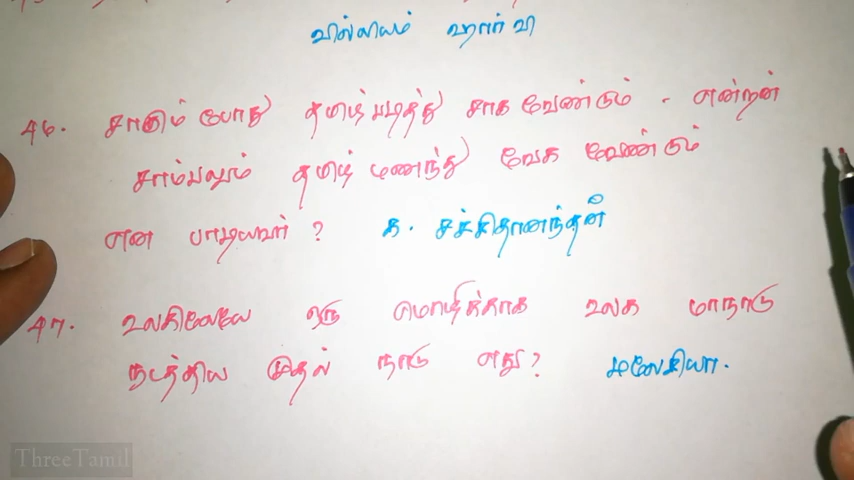 வில்லியம் ஹார்வி
46. சாகும் போது தமிழ் படித்து சாக வேண்டும் . என்றன்
சாம்பலும் தமிழ் மணந்து வேக வேண்டும்
என பாடியவர் ? க . சச்சிதானந்தன்
47. உலகிலேயே ஒரு மொழிக்காக உலக மாநாடு
நடத்திய முதல் நாடு எது? மலேசியா .
ThreeTamil